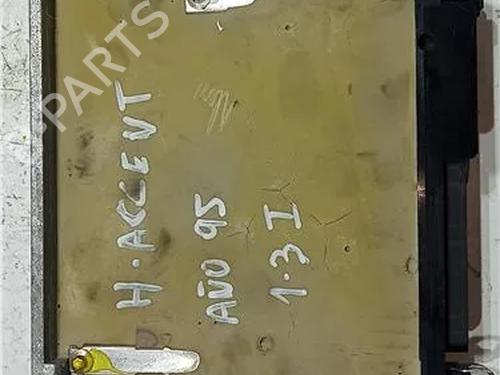 B-Parts
H. ACCENT
AÑO 95
1.3 I